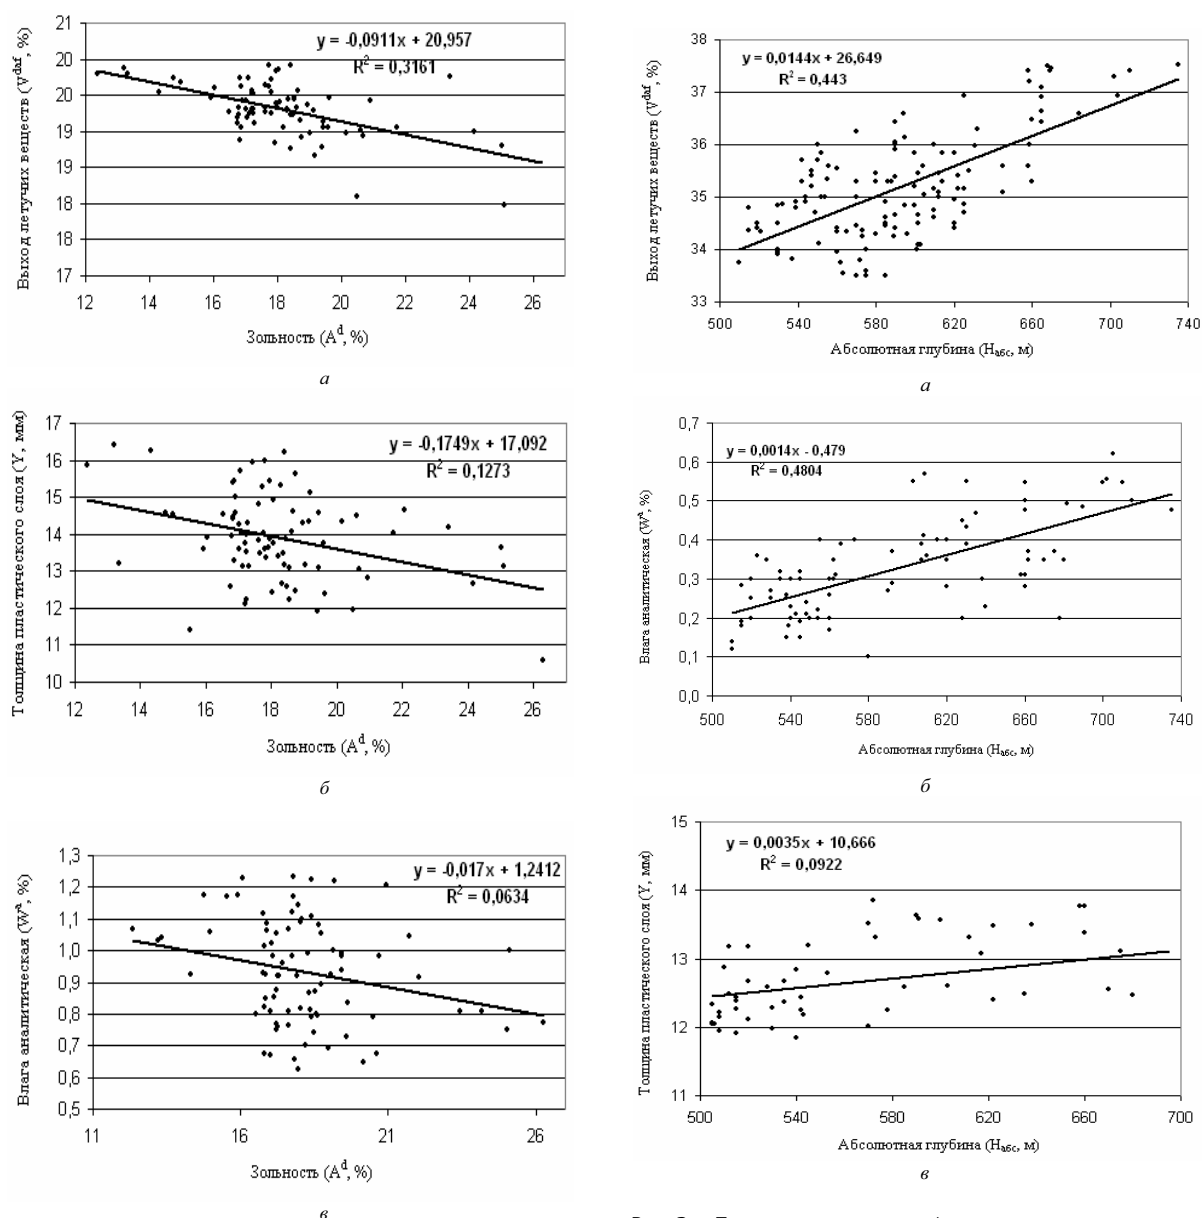 y = -0,0911x + 20,957
R² = 0,3161
Выход летучих веществ (V^daf, %)
21
20
20
19
19
18
18
17
12 14 16 18 20 22 24 26
Зольность (A^d, %)
а
y = -0,1749x + 17,092
R² = 0,1273
Толщина пластического слоя (Y, мм)
17
16
15
14
13
12
11
10
12 14 16 18 20 22 24 26
Зольность (A^d, %)
б
y = -0,017x + 1,2412
R² = 0,0634
Влага аналитическая (W^a, %)
1,3
1,2
1,1
1,0
0,9
0,8
0,7
0,6
0,5
11 16 21 26
Зольность (A^d, %)
в
y = 0,0144x + 26,649
R² = 0,443
Выход летучих веществ (V^daf, %)
38
37
36
35
34
33
500 540 580 620 660 700 740
Абсолютная глубина (Hабс, м)
а
y = 0,0014x - 0,479
R² = 0,4804
Влага аналитическая (W^a, %)
0,7
0,6
0,5
0,4
0,3
0,2
0,1
0,0
500 540 580 620 660 700 740
Абсолютная глубина (Hабс, м)
б
y = 0,0035x + 10,666
R² = 0,0922
Толщина пластического слоя (Y, мм)
15
14
13
12
11
500 540 580 620 660 700
Абсолютная глубина (Hабс, м)
в